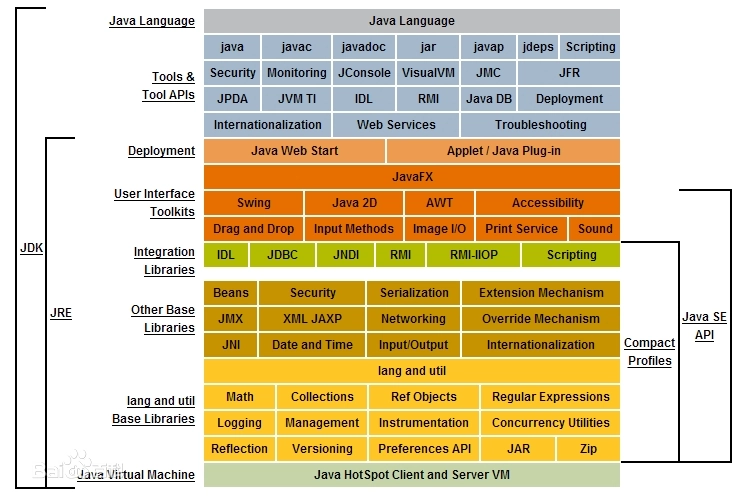 Java Language Java Language
java javac javadoc jar javap jdeps Scripting
Tools & Tool APIs
Security Monitoring JConsole VisualVM JMC JFR
JPDA JVM TI IDL RMI Java DB Deployment
Internationalization Web Services Troubleshooting
Deployment Java Web Start Applet / Java Plug-in
JavaFX
User Interface Toolkits
Swing Java 2D AWT Accessibility
Drag and Drop Input Methods Image I/O Print Service Sound
JDK
Integration Libraries
IDL JDBC JNDI RMI RMI-IIOP Scripting
JRE
Other Base Libraries
Beans Security Serialization Extension Mechanism
JMX XML JAXP Networking Override Mechanism
JNI Date and Time Input/Output Internationalization
Java SE API
Compact Profiles
lang and util
lang and util Base Libraries
Math Collections Ref Objects Regular Expressions
Logging Management Instrumentation Concurrency Utilities
Reflection Versioning Preferences API JAR Zip
Java Virtual Machine Java HotSpot Client and Server VM
Bai百科